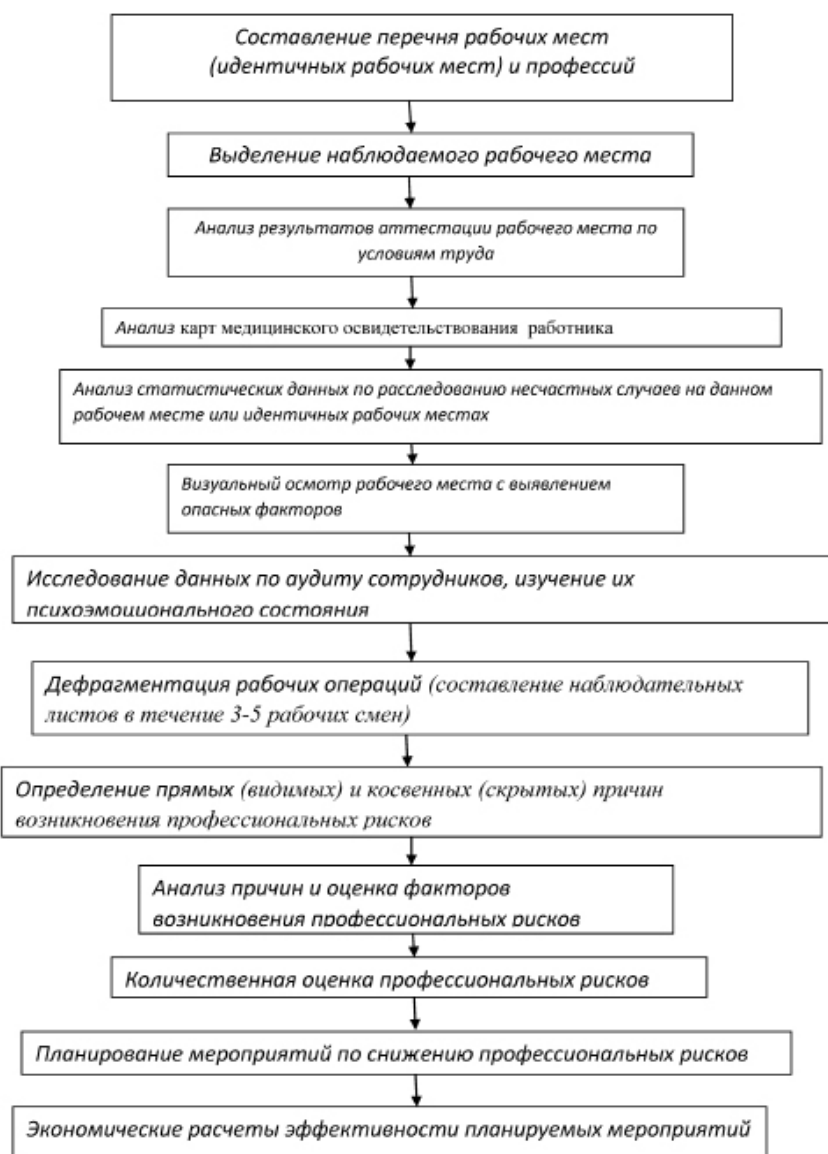 Составление перечня рабочих мест
(идентичных рабочих мест) и профессий
Выделение наблюдаемого рабочего места
Анализ результатов аттестации рабочего места по
условиям труда
Анализ карт медицинского освидетельствования работника
Анализ статистических данных по расследованию несчастных случаев на данном
рабочем месте или идентичных рабочих местах
Визуальный осмотр рабочего места с выявлением
опасных факторов
Исследование данных по аудиту сотрудников, изучение их
психоэмоционального состояния
Дефрагментация рабочих операций (составление наблюдательных
листов в течение 3-5 рабочих смен)
Определение прямых (видимых) и косвенных (скрытых) причин
возникновения профессиональных рисков
Анализ причин и оценка факторов
возникновения профессиональных рисков
Количественная оценка профессиональных рисков
Планирование мероприятий по снижению профессиональных рисков
Экономические расчеты эффективности планируемых мероприятий